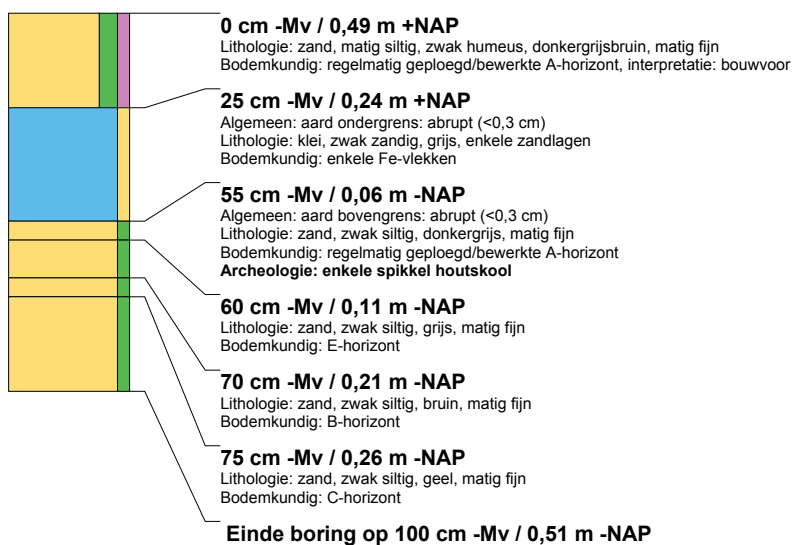 0 cm -Mv / 0,49 m +NAP
Lithologie: zand, matig siltig, zwak humeus, donkergrijsbruin, matig fijn
Bodemkundig: regelmatig geploegd/bewerkte A-horizont, interpretatie: bouwvoor
25 cm -Mv / 0,24 m +NAP
Algemeen: aard ondergrens: abrupt (<0,3 cm)
Lithologie: klei, zwak zandig, grijs, enkele zandlagen
Bodemkundig: enkele Fe-vlekken
55 cm -Mv / 0,06 m -NAP
Algemeen: aard bovengrens: abrupt (<0,3 cm)
Lithologie: zand, zwak siltig, donkergrijs, matig fijn
Bodemkundig: regelmatig geploegd/bewerkte A-horizont
Archeologie: enkele spikkel houtskool
60 cm -Mv / 0,11 m -NAP
Lithologie: zand, zwak siltig, grijs, matig fijn
Bodemkundig: E-horizont
70 cm -Mv / 0,21 m -NAP
Lithologie: zand, zwak siltig, bruin, matig fijn
Bodemkundig: B-horizont
75 cm -Mv / 0,26 m -NAP
Lithologie: zand, zwak siltig, geel, matig fijn
Bodemkundig: C-horizont
Einde boring op 100 cm -Mv / 0,51 m -NAP